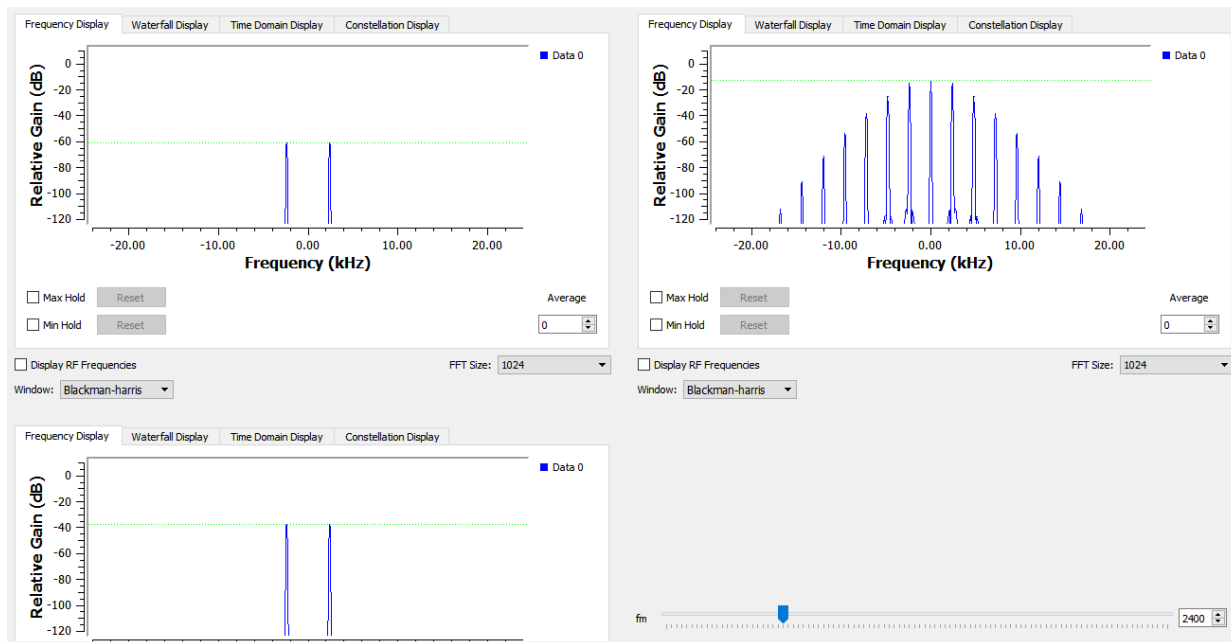 Frequency Display Waterfall Display Time Domain Display Constellation Display
Data 0
Relative Gain (dB)
0
-20
-40
-60
-80
-100
-120
-20.00 -10.00 0.00 10.00 20.00
Frequency (kHz)
Max Hold Reset Average
Min Hold Reset 0
Display RF Frequencies FFT Size: 1024
Window: Blackman-harris
Frequency Display Waterfall Display Time Domain Display Constellation Display
Data 0
Relative Gain (dB)
0
-20
-40
-60
-80
-100
-120
-20.00 -10.00 0.00 10.00 20.00
Frequency (kHz)
Max Hold Reset Average
Min Hold Reset 0
Display RF Frequencies FFT Size: 1024
Window: Blackman-harris
Frequency Display Waterfall Display Time Domain Display Constellation Display
Data 0
Relative Gain (dB)
0
-20
-40
-60
-80
-100
-120
fm 2400